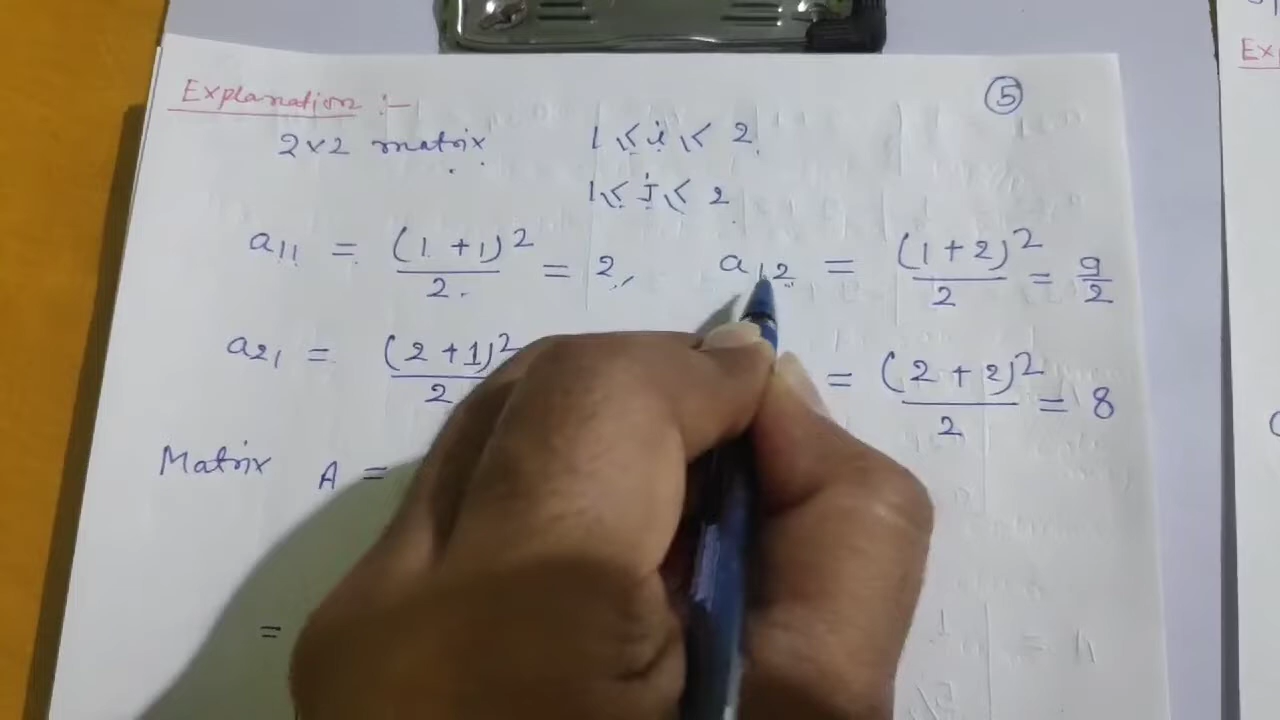 Explanation :-
⑤
2×2 matrix 1 ≤ i ≤ 2
1 ≤ j ≤ 2
a₁₁ = (1 + 1)²/2 = 2, a₁₂ = (1 + 2)²/2 = 9/2
a₂₁ = (2 + 1)²/2 = (2 + 2)²/2 = 8
Matrix A =
=